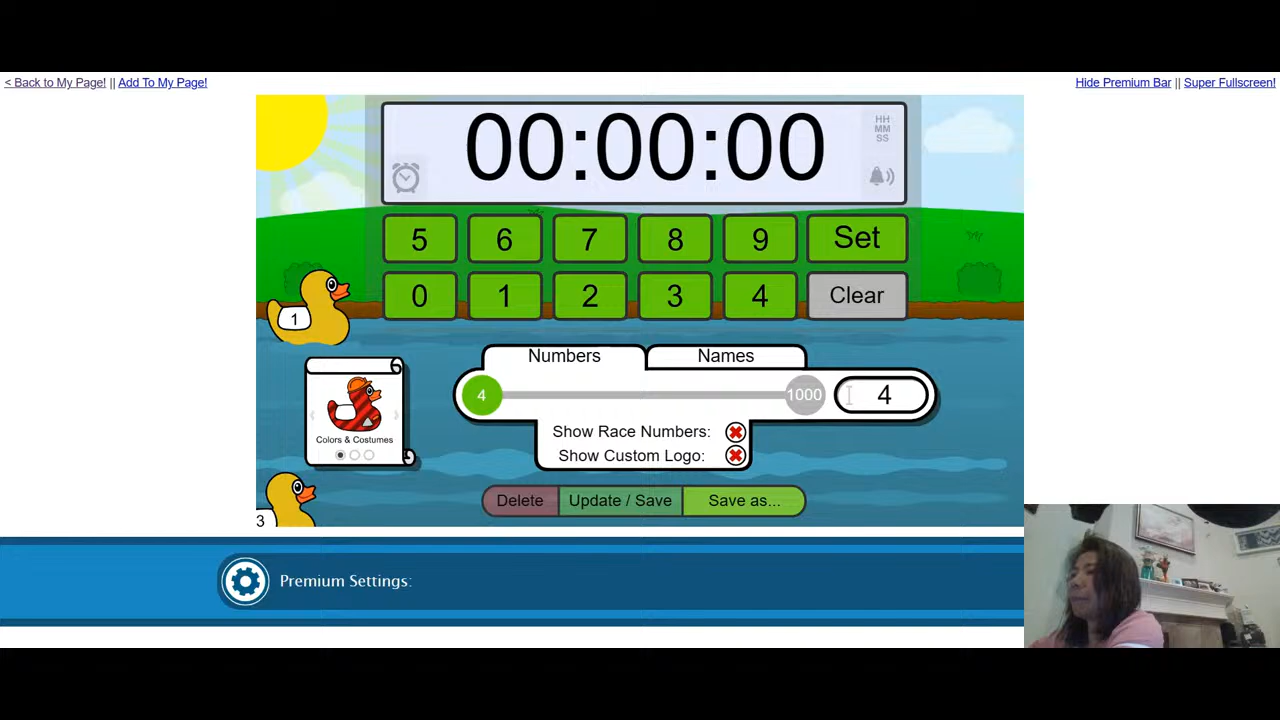 < Back to My Page! || Add To My Page!
Hide Premium Bar || Super Fullscreen!
00:00:00
HH
MM
SS
5 6 7 8 9 Set
0 1 2 3 4 Clear
1
Numbers Names
4 1000 4
Colors & Costumes
Show Race Numbers:
Show Custom Logo:
Delete Update / Save Save as...
3
Premium Settings: